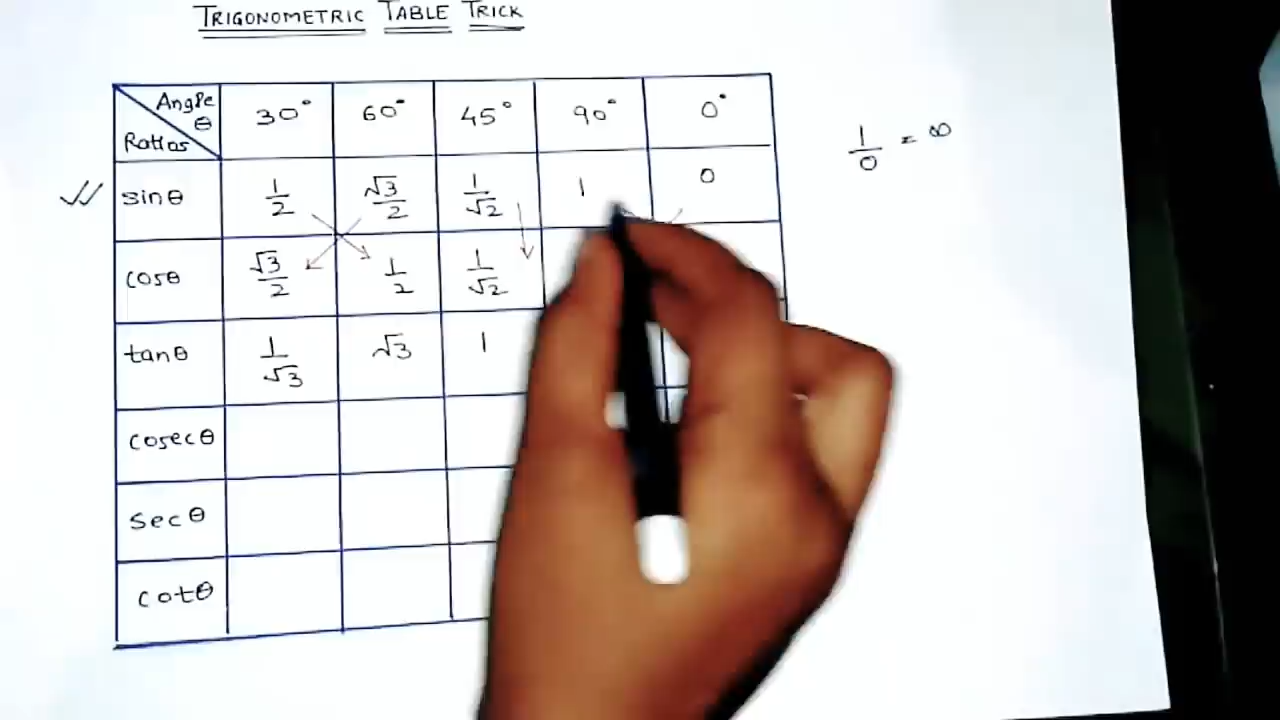 TRIGONOMETRIC TABLE TRICK
Angle θ
Ratios
30° 60° 45° 90° 0°
sinθ 1/2 √3/2 1/√2 1 0
cosθ √3/2 1/2 1/√2
tanθ 1/√3 √3 1
cosecθ
secθ
cotθ
1/0 = ∞